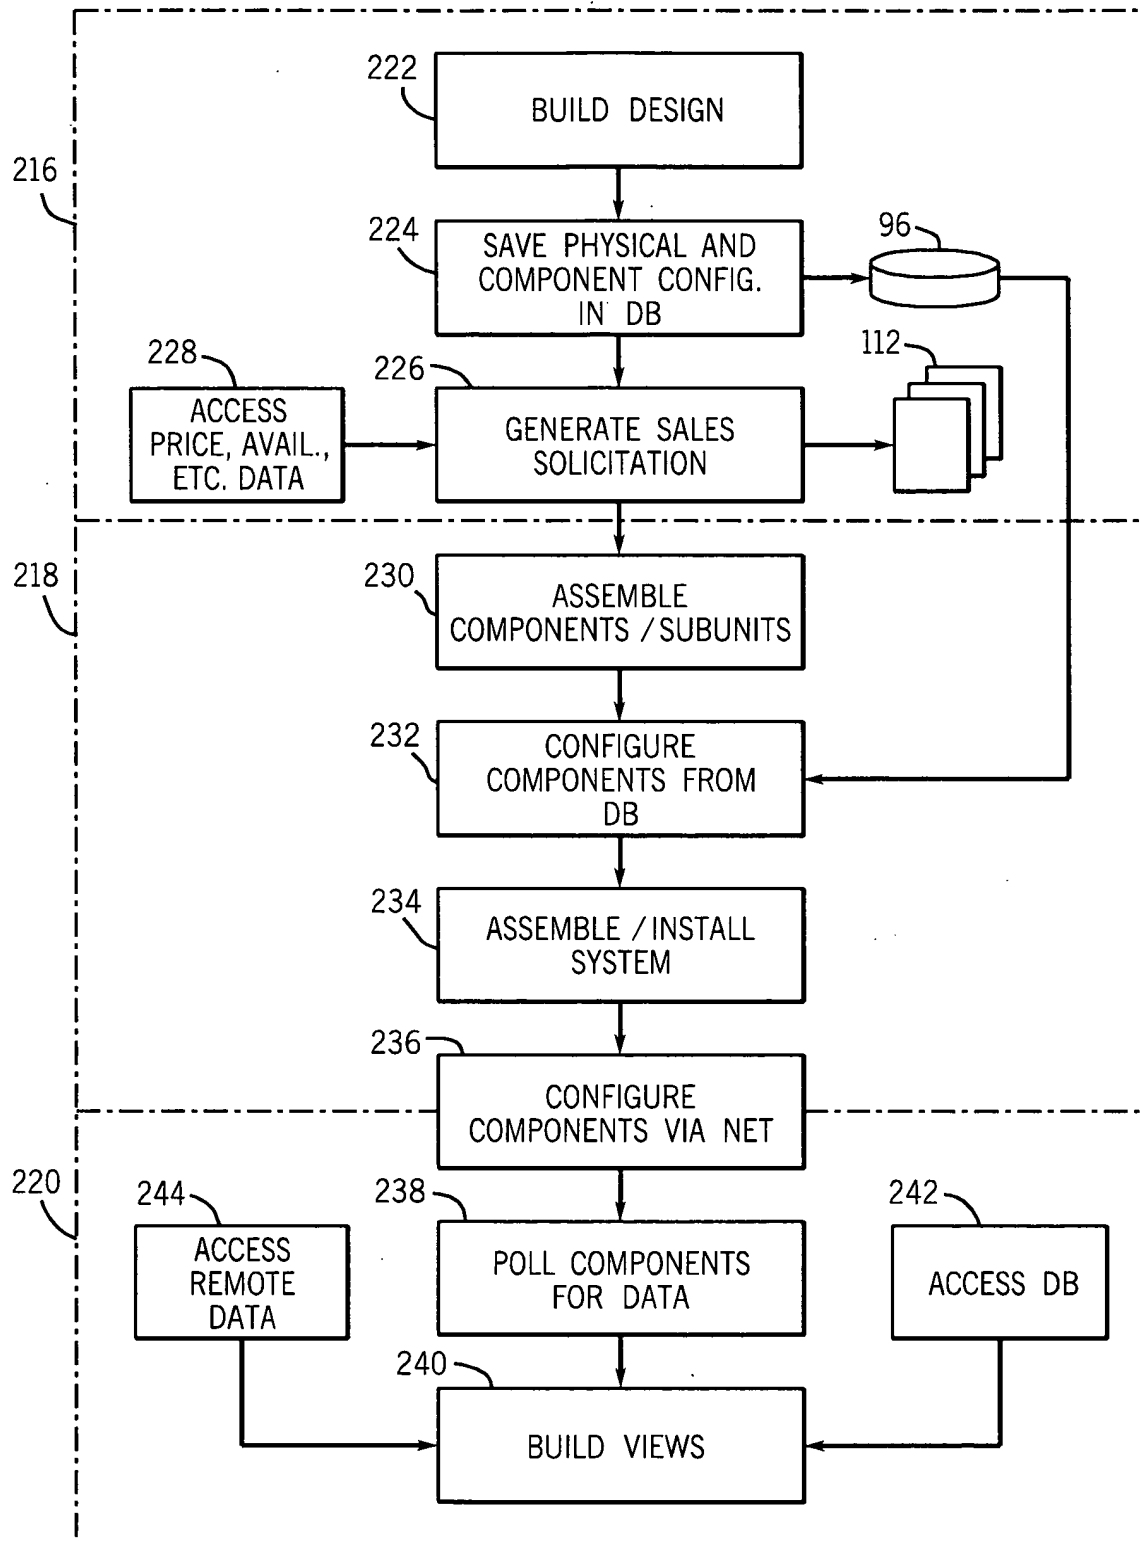 222
BUILD DESIGN
216
224
SAVE PHYSICAL AND
COMPONENT CONFIG.
IN DB
96
228
ACCESS
PRICE, AVAIL.,
ETC. DATA
226
GENERATE SALES
SOLICITATION
112
218
230
ASSEMBLE
COMPONENTS / SUBUNITS
232
CONFIGURE
COMPONENTS FROM
DB
234
ASSEMBLE / INSTALL
SYSTEM
236
CONFIGURE
COMPONENTS VIA NET
220
244
ACCESS
REMOTE
DATA
238
POLL COMPONENTS
FOR DATA
242
ACCESS DB
240
BUILD VIEWS